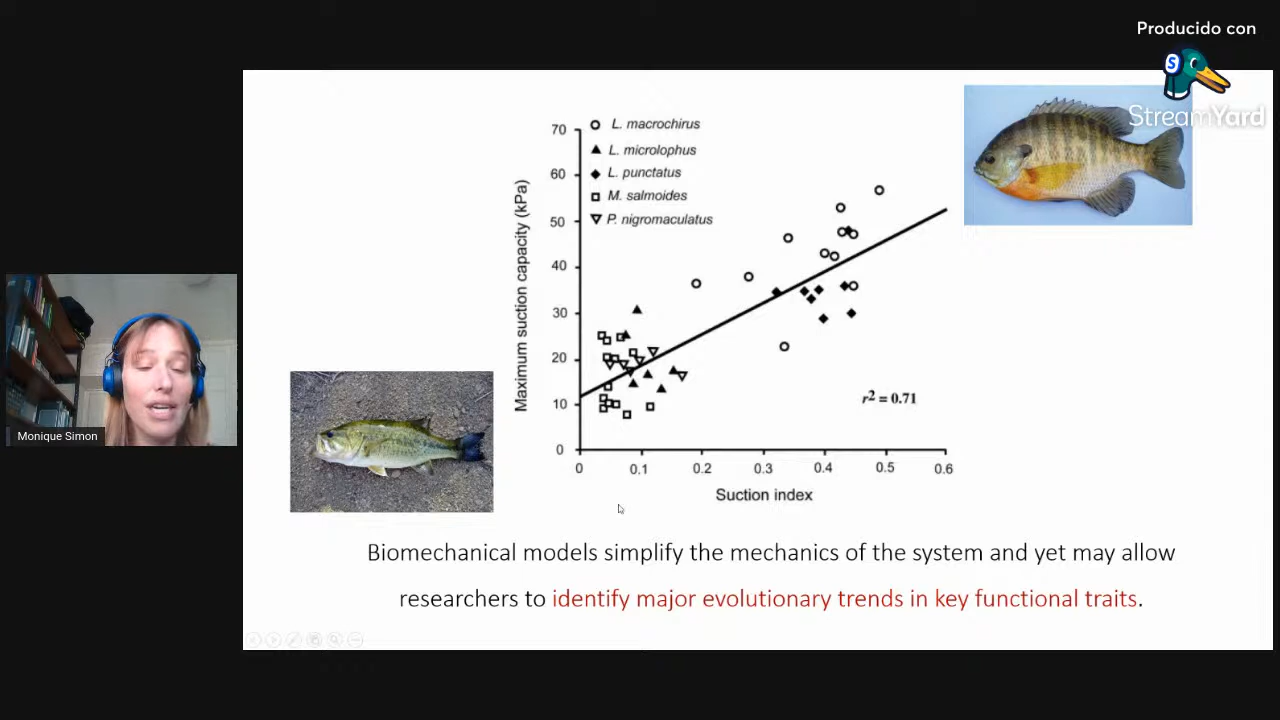 Producido con
StreamYard
L. macrochirus
L. microlophus
L. punctatus
M. salmoides
P. nigromaculatus
70
60
50
40
30
20
10
0
Maximum suction capacity (kPa)
r² = 0.71
0 0.1 0.2 0.3 0.4 0.5 0.6
Suction index
Monique Simon
Biomechanical models simplify the mechanics of the system and yet may allow
researchers to identify major evolutionary trends in key functional traits.